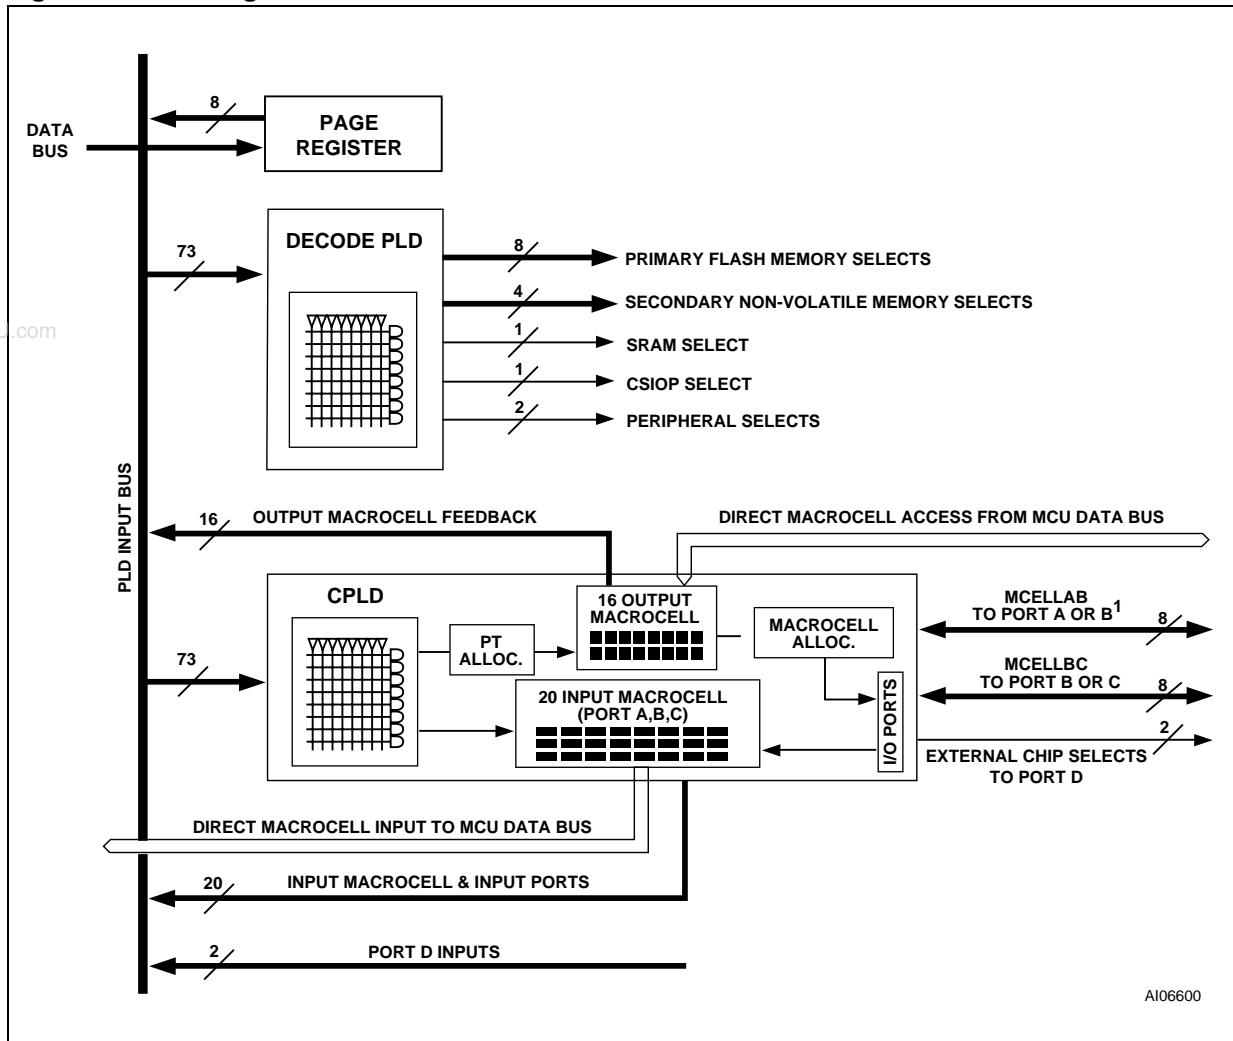 8
PAGE
REGISTER
DATA
BUS
DECODE PLD
73
8
PRIMARY FLASH MEMORY SELECTS
4
SECONDARY NON-VOLATILE MEMORY SELECTS
1
SRAM SELECT
1
CSIOP SELECT
2
PERIPHERAL SELECTS
.com
PLD INPUT BUS
16
OUTPUT MACROCELL FEEDBACK
DIRECT MACROCELL ACCESS FROM MCU DATA BUS
CPLD
73
PT
ALLOC.
16 OUTPUT
MACROCELL
MACROCELL
ALLOC.
20 INPUT MACROCELL
(PORT A,B,C)
I/O PORTS
MCELLAB
TO PORT A OR B1
8
MCELLBC
TO PORT B OR C
8
2
EXTERNAL CHIP SELECTS
TO PORT D
DIRECT MACROCELL INPUT TO MCU DATA BUS
20
INPUT MACROCELL & INPUT PORTS
2
PORT D INPUTS
AI06600